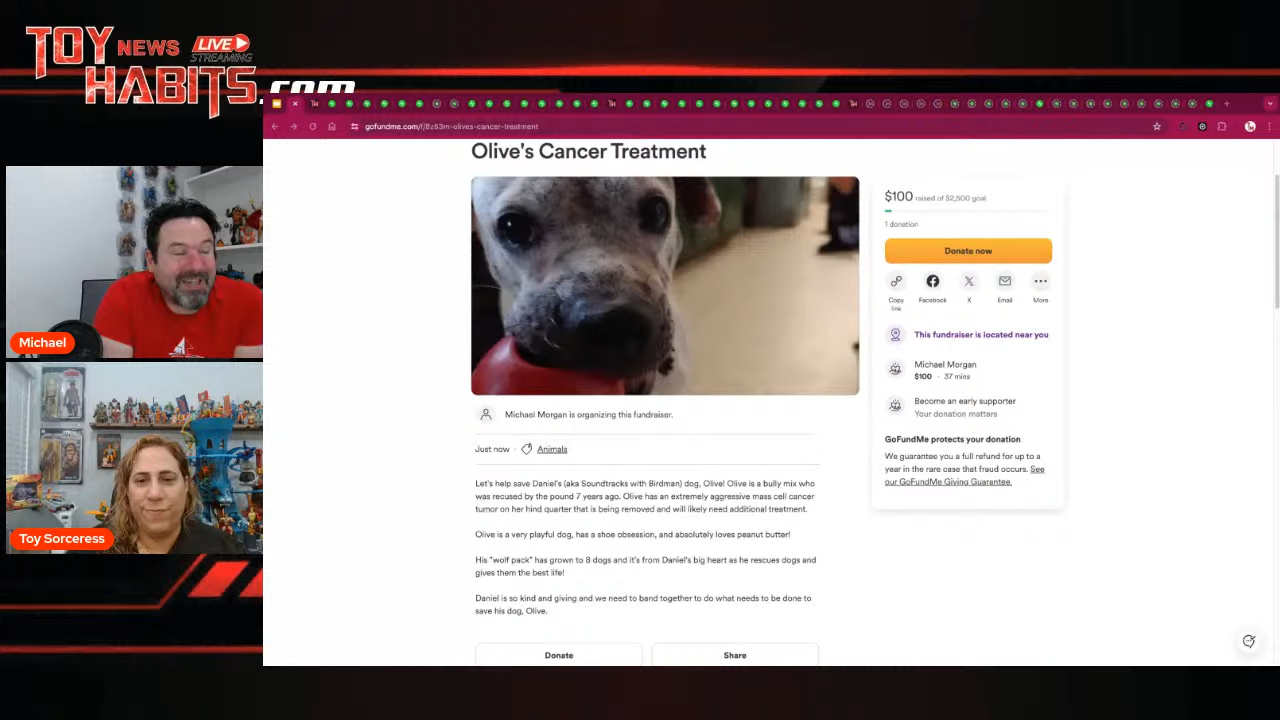 TOY NEWS LIVE
STREAMING
HABITS.com
gofundme.com/f/8z53m-olives-cancer-treatment
Olive's Cancer Treatment
$100 raised of $2,500 goal
1 donation
Donate now
Copy link
Facebook
X
Email
More
This fundraiser is located near you
Michael Morgan
$100 · 37 mins
Become an early supporter
Your donation matters
GoFundMe protects your donation
We guarantee you a full refund for up to a
year in the rare case that fraud occurs. See
our GoFundMe Giving Guarantee.
Michael Morgan is organizing this fundraiser.
Just now · Animals
Let's help save Daniel's (aka Soundtracks with Birdman) dog, Olive! Olive is a bully mix who
was recused by the pound 7 years ago. Olive has an extremely aggressive mass cell cancer
tumor on her hind quarter that is being removed and will likely need additional treatment.
Olive is a very playful dog, has a shoe obsession, and absolutely loves peanut butter!
His "wolf pack" has grown to 8 dogs and it's from Daniel's big heart as he rescues dogs and
gives them the best life!
Daniel is so kind and giving and we need to band together to do what needs to be done to
save his dog, Olive.
Donate
Share
Michael
Toy Sorceress